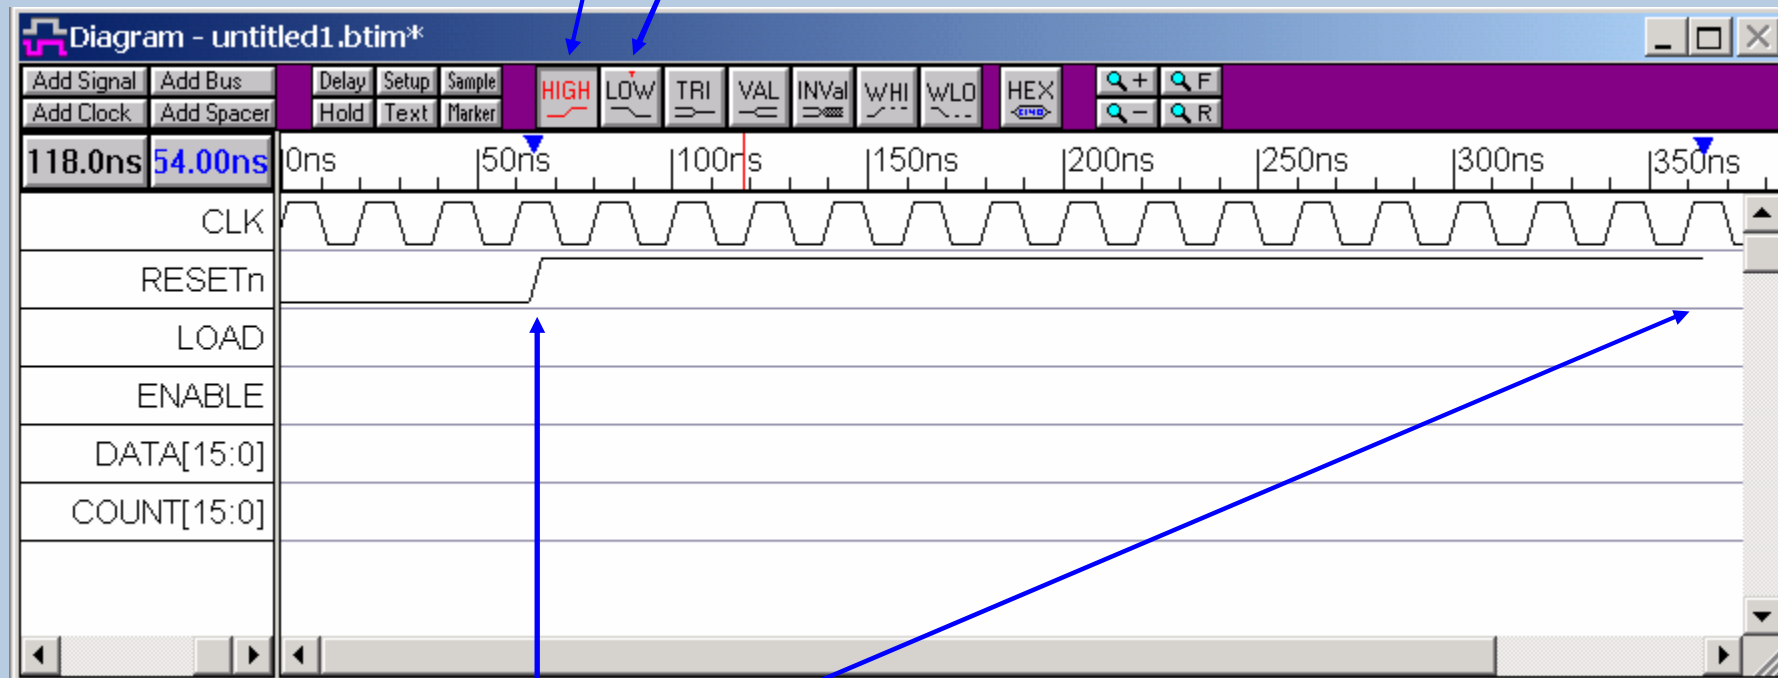 Diagram - untitled1.btim*
Add Signal Add Bus Delay Setup Sample HIGH LOW TRI VAL INVal WHI WLO HEX + F
Add Clock Add Spacer Hold Text Marker - R
118.0ns 54.00ns 0ns 50ns 100ns 150ns 200ns 250ns 300ns 350ns
CLK
RESETn
LOAD
ENABLE
DATA[15:0]
COUNT[15:0]